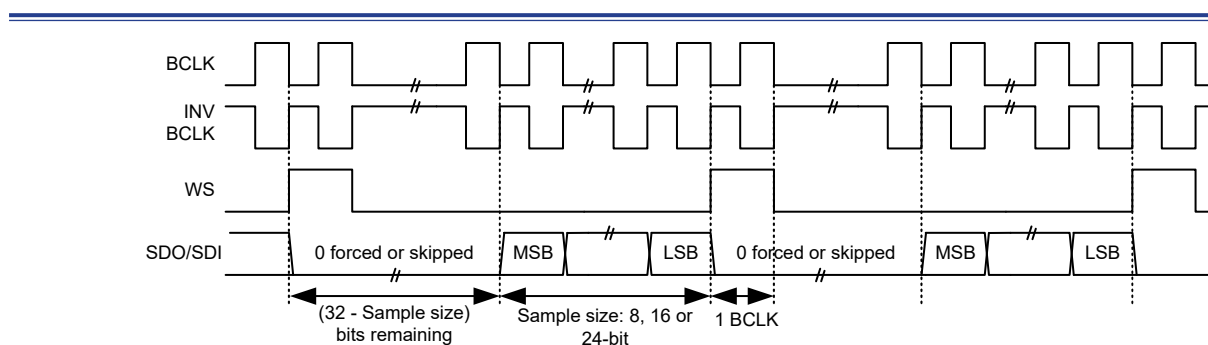 BCLK
INV
BCLK
WS
SDO/SDI
0 forced or skipped
MSB
LSB
0 forced or skipped
MSB
LSB
(32 - Sample size)
bits remaining
Sample size: 8, 16 or
24-bit
1 BCLK